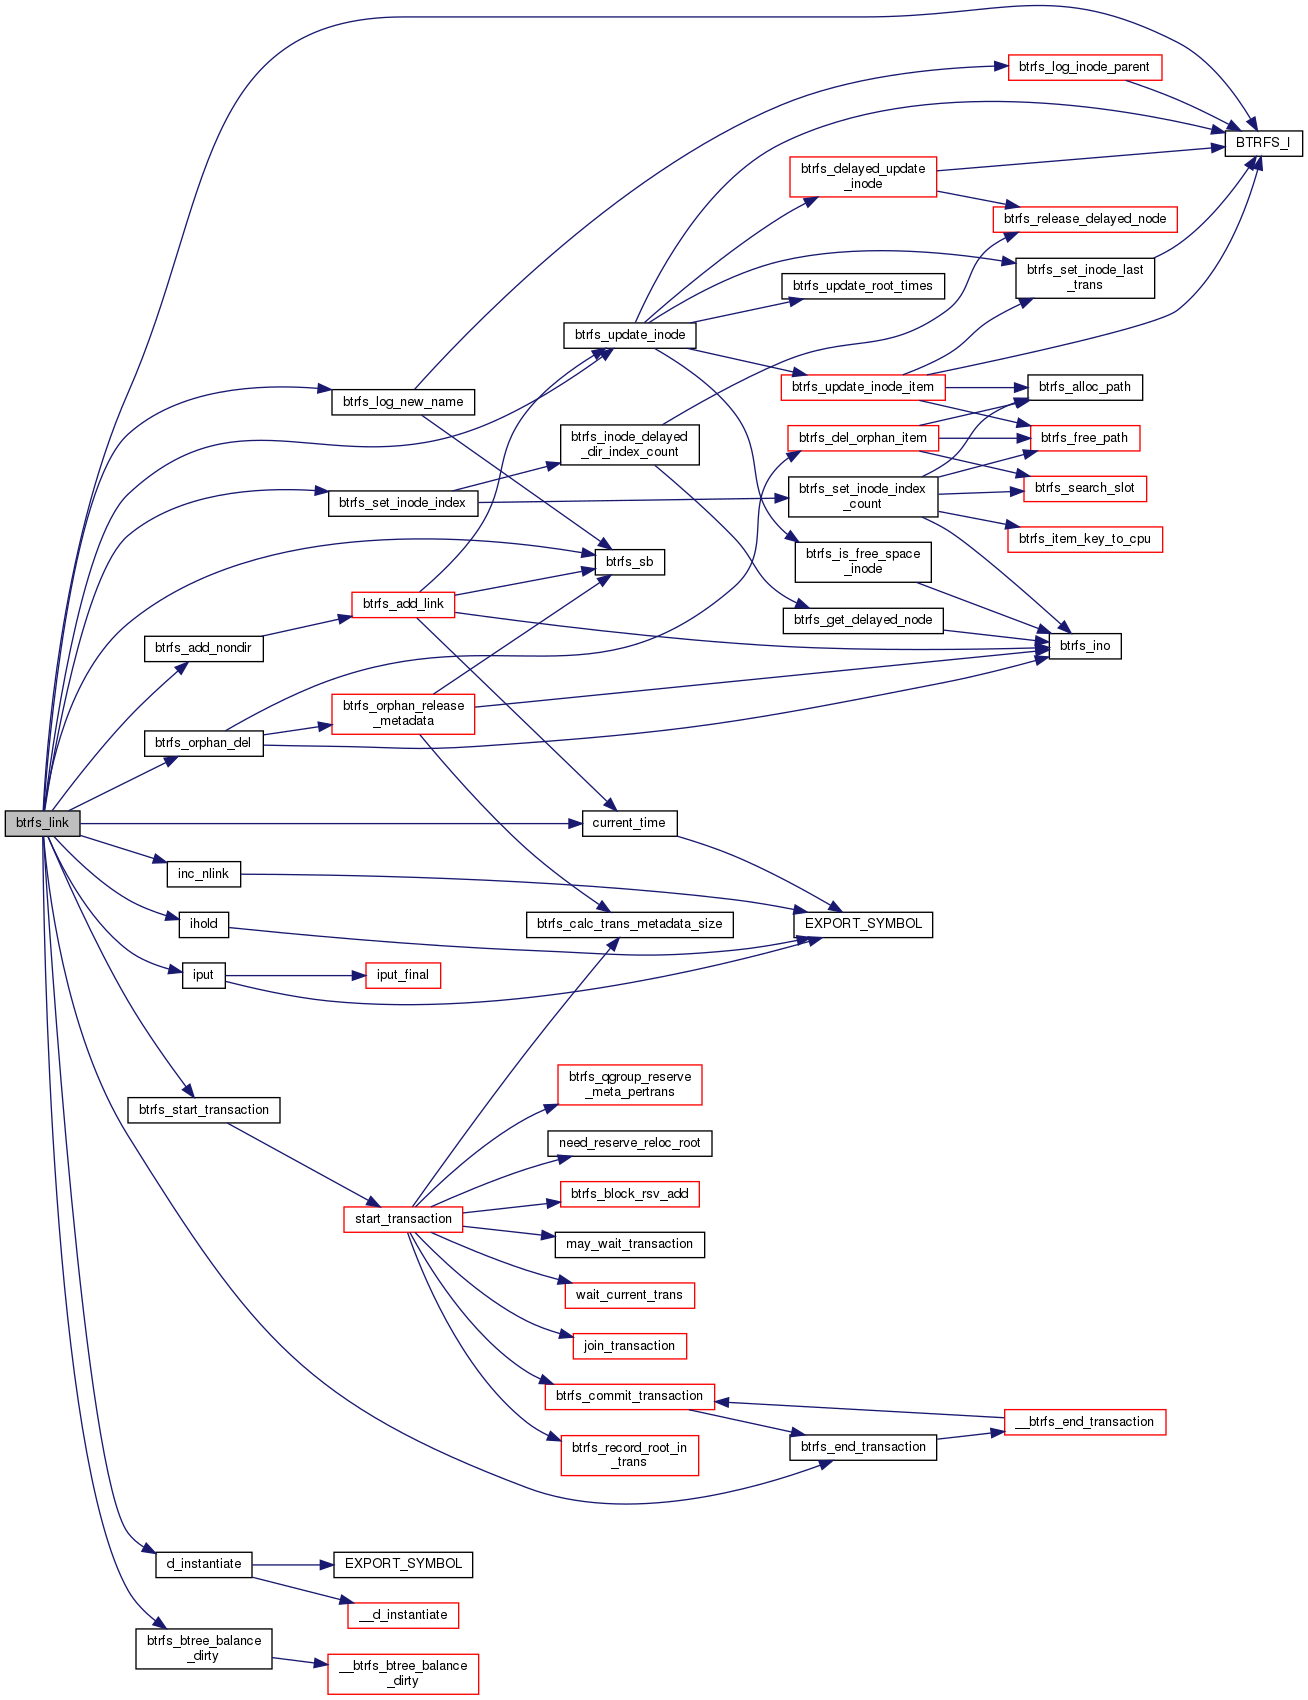 btrfs_log_inode_parent
BTRFS_I
btrfs_delayed_update
_inode
btrfs_release_delayed_node
btrfs_set_inode_last
_trans
btrfs_update_root_times
btrfs_update_inode
btrfs_update_inode_item
btrfs_alloc_path
btrfs_log_new_name
btrfs_inode_delayed
_dir_index_count
btrfs_del_orphan_item
btrfs_free_path
btrfs_set_inode_index
btrfs_set_inode_index
_count
btrfs_search_slot
btrfs_item_key_to_cpu
btrfs_sb
btrfs_is_free_space
_inode
btrfs_add_link
btrfs_get_delayed_node
btrfs_add_nondir
btrfs_ino
btrfs_orphan_release
_metadata
btrfs_orphan_del
btrfs_link
current_time
inc_nlink
ihold
btrfs_calc_trans_metadata_size
EXPORT_SYMBOL
iput
iput_final
btrfs_qgroup_reserve
_meta_pertrans
btrfs_start_transaction
need_reserve_reloc_root
btrfs_block_rsv_add
start_transaction
may_wait_transaction
wait_current_trans
join_transaction
btrfs_commit_transaction
__btrfs_end_transaction
btrfs_end_transaction
btrfs_record_root_in
_trans
d_instantiate
EXPORT_SYMBOL
__d_instantiate
btrfs_btree_balance
_dirty
__btrfs_btree_balance
_dirty